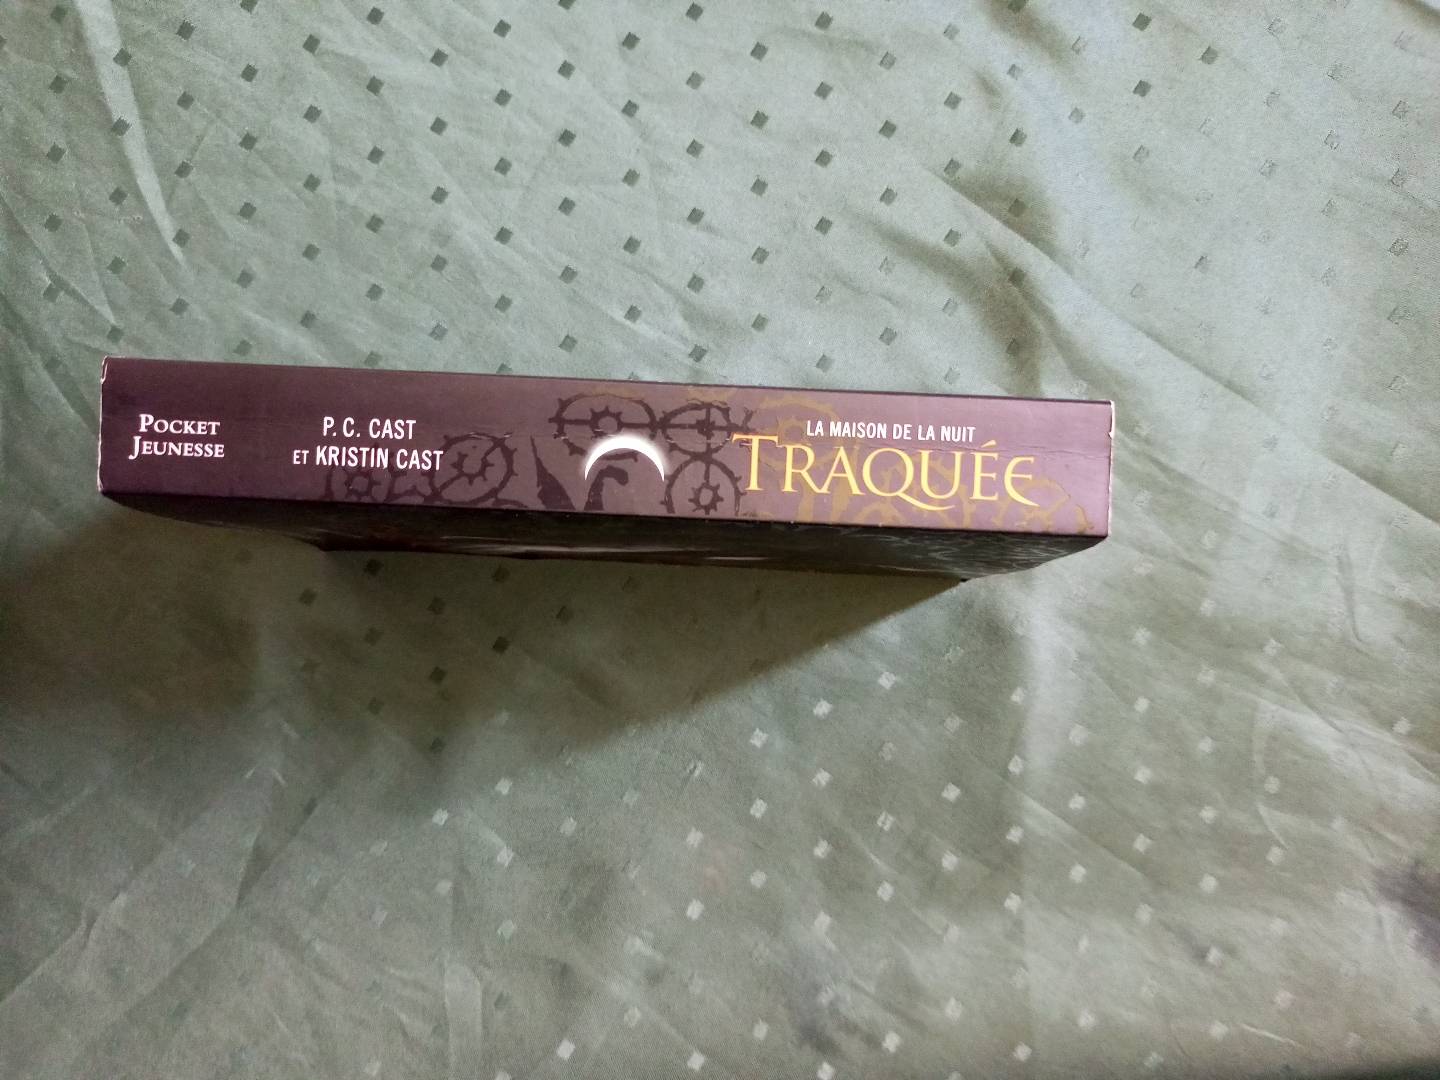 POCKET
JEUNESSE
P. C. CAST
ET KRISTIN CAST
LA MAISON DE LA NUIT
TRAQUÉE